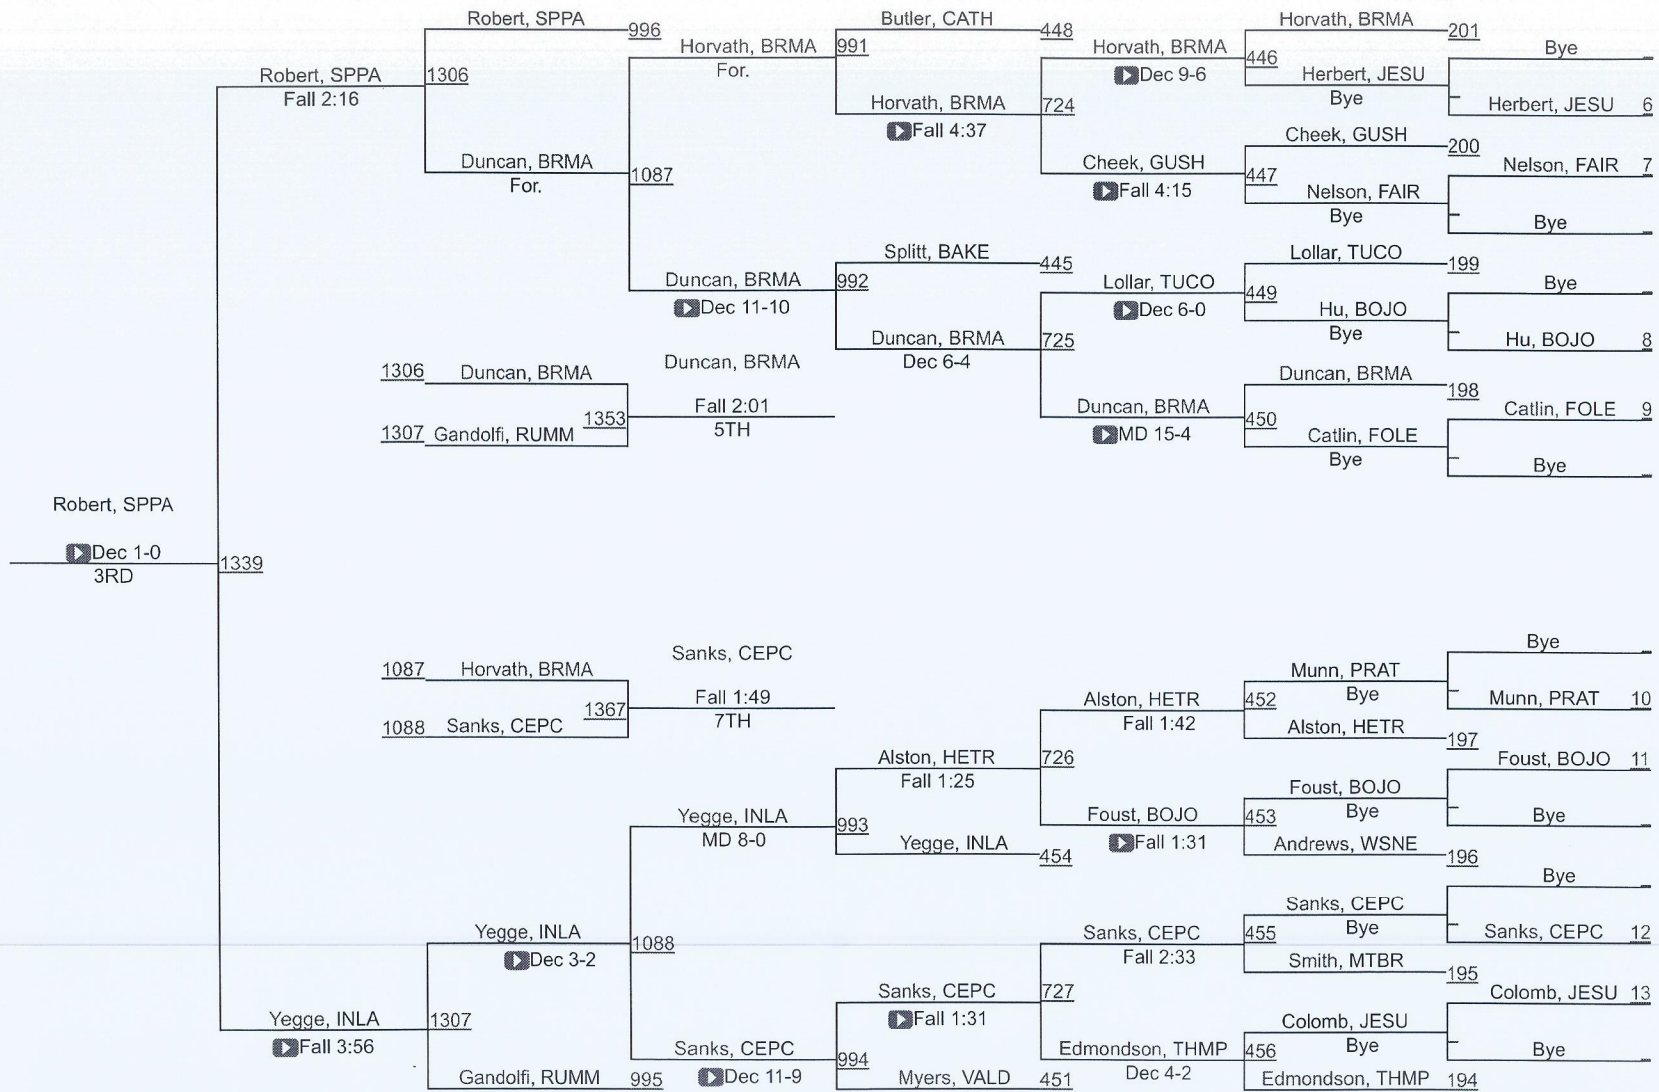 Robert, SPPA 996
Butler, CATH 448
Horvath, BRMA 201
Horvath, BRMA
For.
991
Horvath, BRMA
Dec 9-6
446
Bye
Robert, SPPA
Fall 2:16
1306
Herbert, JESU
Bye
Herbert, JESU 6
Horvath, BRMA
Fall 4:37
724
Cheek, GUSH 200
Duncan, BRMA
For.
1087
Cheek, GUSH
Fall 4:15
447
Nelson, FAIR 7
Nelson, FAIR
Bye
Bye
Splitt, BAKE 445
Lollar, TUCO 199
Duncan, BRMA
Dec 11-10
992
Lollar, TUCO
Dec 6-0
449
Bye
Hu, BOJO
Bye
Hu, BOJO 8
Duncan, BRMA
Dec 6-4
725
1306 Duncan, BRMA
Duncan, BRMA
Fall 2:01
5TH
1353
1307 Gandolfi, RUMM
Duncan, BRMA 198
Duncan, BRMA
MD 15-4
450
Catlin, FOLE 9
Catlin, FOLE
Bye
Bye
Robert, SPPA
Dec 1-0
3RD
1339
1087 Horvath, BRMA
Sanks, CEPC
Fall 1:49
7TH
1367
1088 Sanks, CEPC
Bye
Munn, PRAT
Bye
Munn, PRAT 10
Alston, HETR
Fall 1:42
452
Alston, HETR 197
Alston, HETR
Fall 1:25
726
Foust, BOJO 11
Foust, BOJO
Bye
Bye
Yegge, INLA
MD 8-0
993
Foust, BOJO
Fall 1:31
453
Yegge, INLA 454
Andrews, WSNE 196
Bye
Sanks, CEPC
Bye
Sanks, CEPC 12
Yegge, INLA
Dec 3-2
1088
Sanks, CEPC
Fall 2:33
455
Smith, MTBR 195
Sanks, CEPC
Fall 1:31
727
Colomb, JESU 13
Yegge, INLA
Fall 3:56
1307
Colomb, JESU
Bye
Bye
Sanks, CEPC
Dec 11-9
994
Edmondson, THMP
Dec 4-2
456
Gandolfi, RUMM 995
Myers, VALD 451
Edmondson, THMP 194